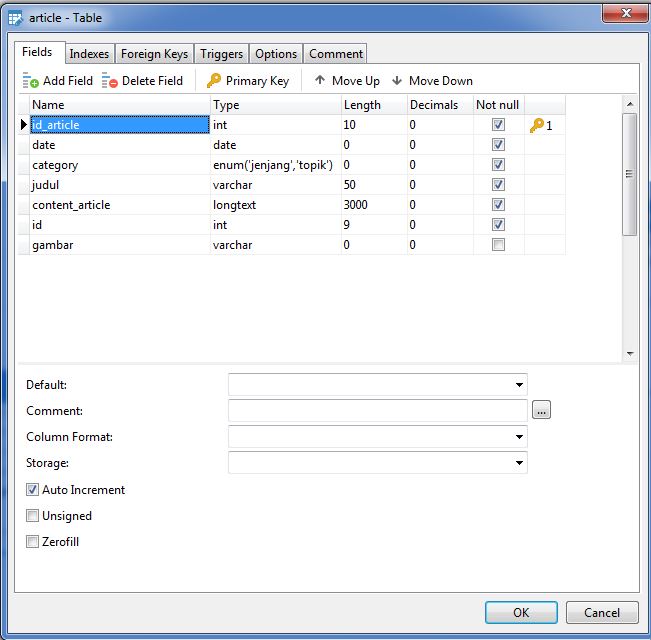 article - Table
Fields Indexes Foreign Keys Triggers Options Comment
Add Field Delete Field Primary Key Move Up Move Down
Name Type Length Decimals Not null
id_article int 10 0 1
date date 0 0
category enum('jenjang','topik') 0 0
judul varchar 50 0
content_article longtext 3000 0
id int 9 0
gambar varchar 0 0
Default:
Comment: ...
Column Format:
Storage:
Auto Increment
Unsigned
Zerofill
OK Cancel